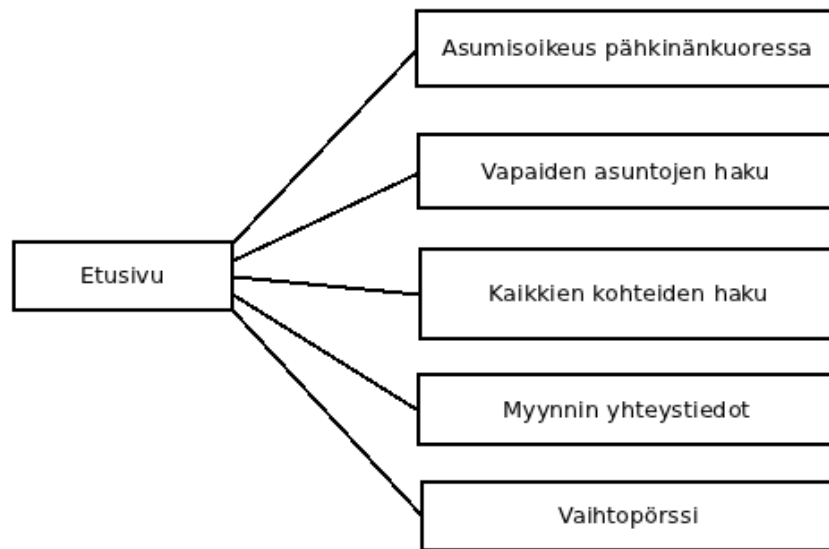 Asumisoikeus pähkinänkuoressa
Vapaiden asuntojen haku
Etusivu
Kaikkien kohteiden haku
Myynnin yhteystiedot
Vaihtopörssi